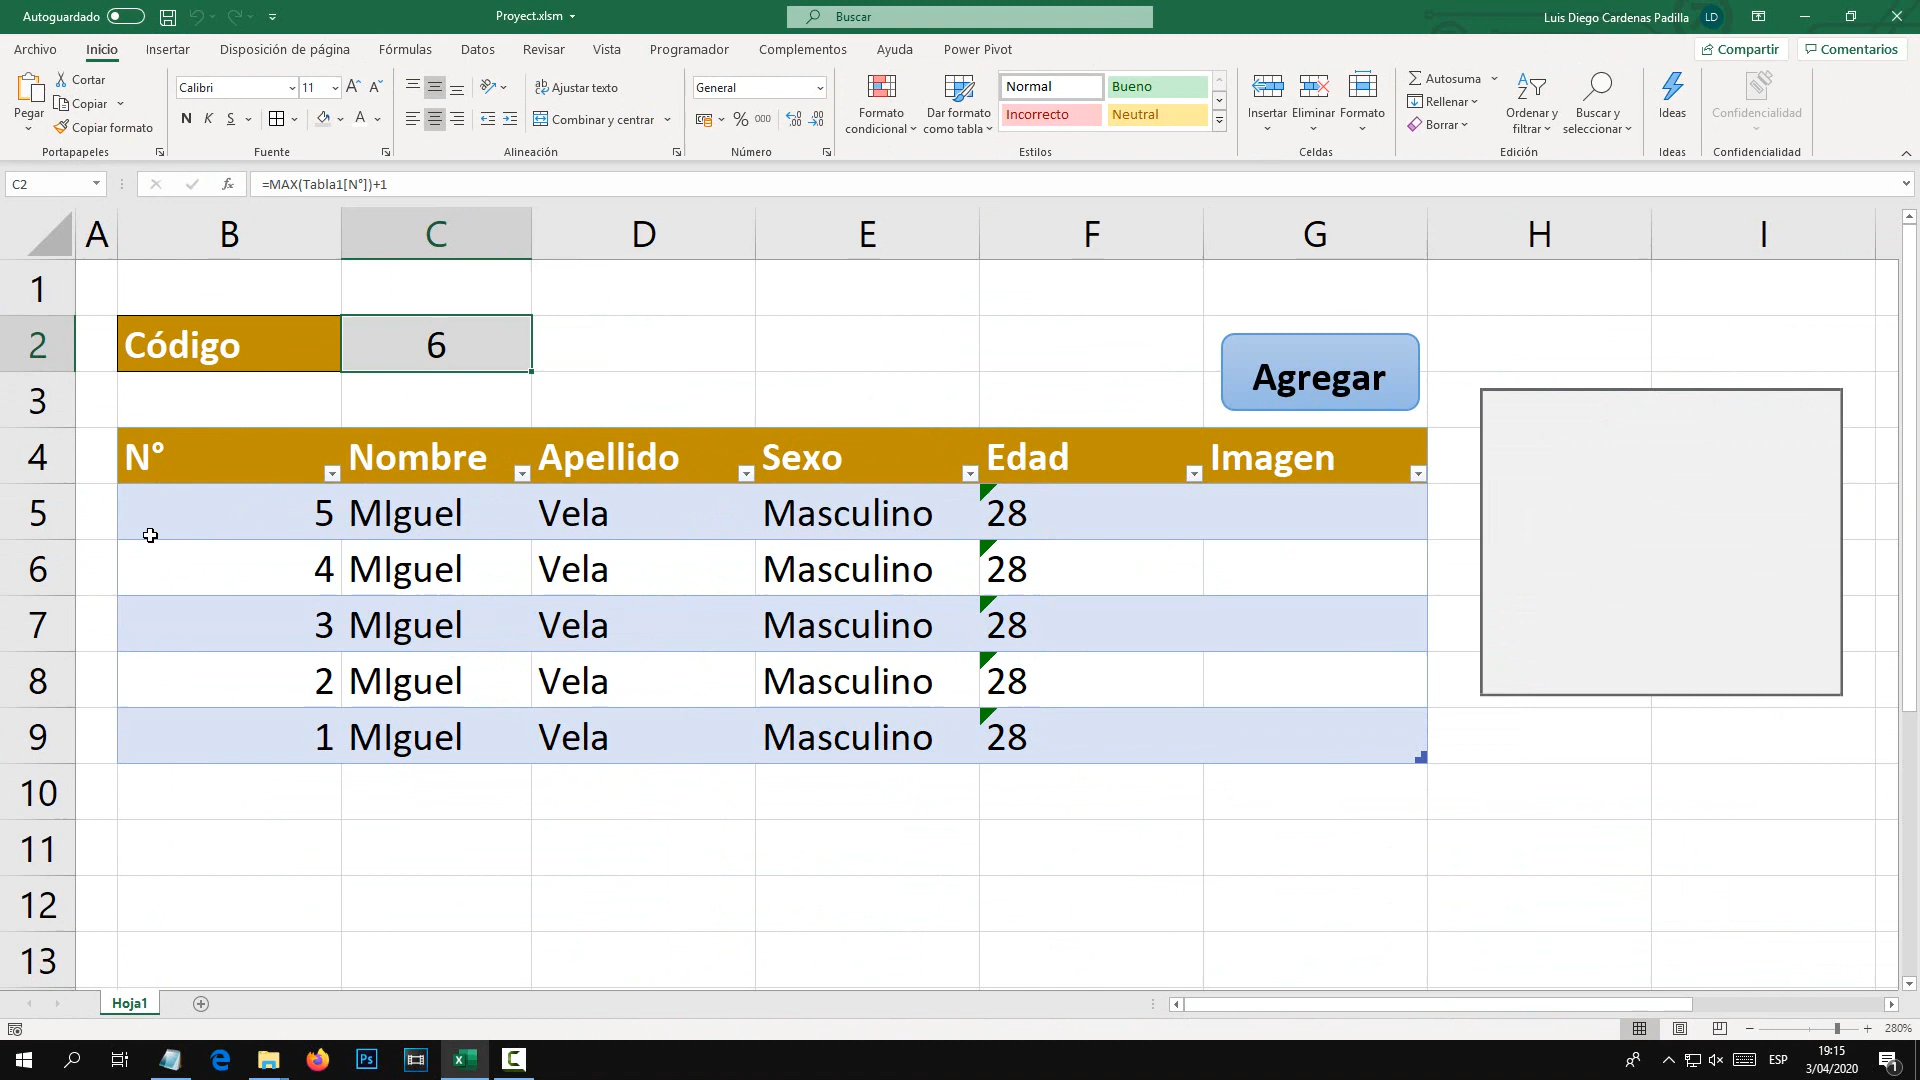 Autoguardado
Proyect.xlsm
Buscar
Luis Diego Cardenas Padilla LD
Archivo Inicio Insertar Disposición de página Fórmulas Datos Revisar Vista Programador Complementos Ayuda Power Pivot Compartir Comentarios
Pegar
Cortar
Copiar
Copiar formato
Portapapeles
Calibri 11
N K S
Fuente
Ajustar texto
Combinar y centrar
Alineación
General
% 000
Número
Formato condicional
Dar formato como tabla
Normal Bueno
Incorrecto Neutral
Estilos
Insertar Eliminar Formato
Celdas
Autosuma
Rellenar
Borrar
Ordenar y filtrar
Buscar y seleccionar
Edición
Ideas
Ideas
Confidencialidad
Confidencialidad
C2 fx =MAX(Tabla1[N°])+1
A B C D E F G H I
1
2 Código 6
Agregar
3
4 N° Nombre Apellido Sexo Edad Imagen
5 5 MIguel Vela Masculino 28
6 4 MIguel Vela Masculino 28
7 3 MIguel Vela Masculino 28
8 2 MIguel Vela Masculino 28
9 1 MIguel Vela Masculino 28
10
11
12
13
Hoja1
280%
Ps
ESP
19:15
3/04/2020
1